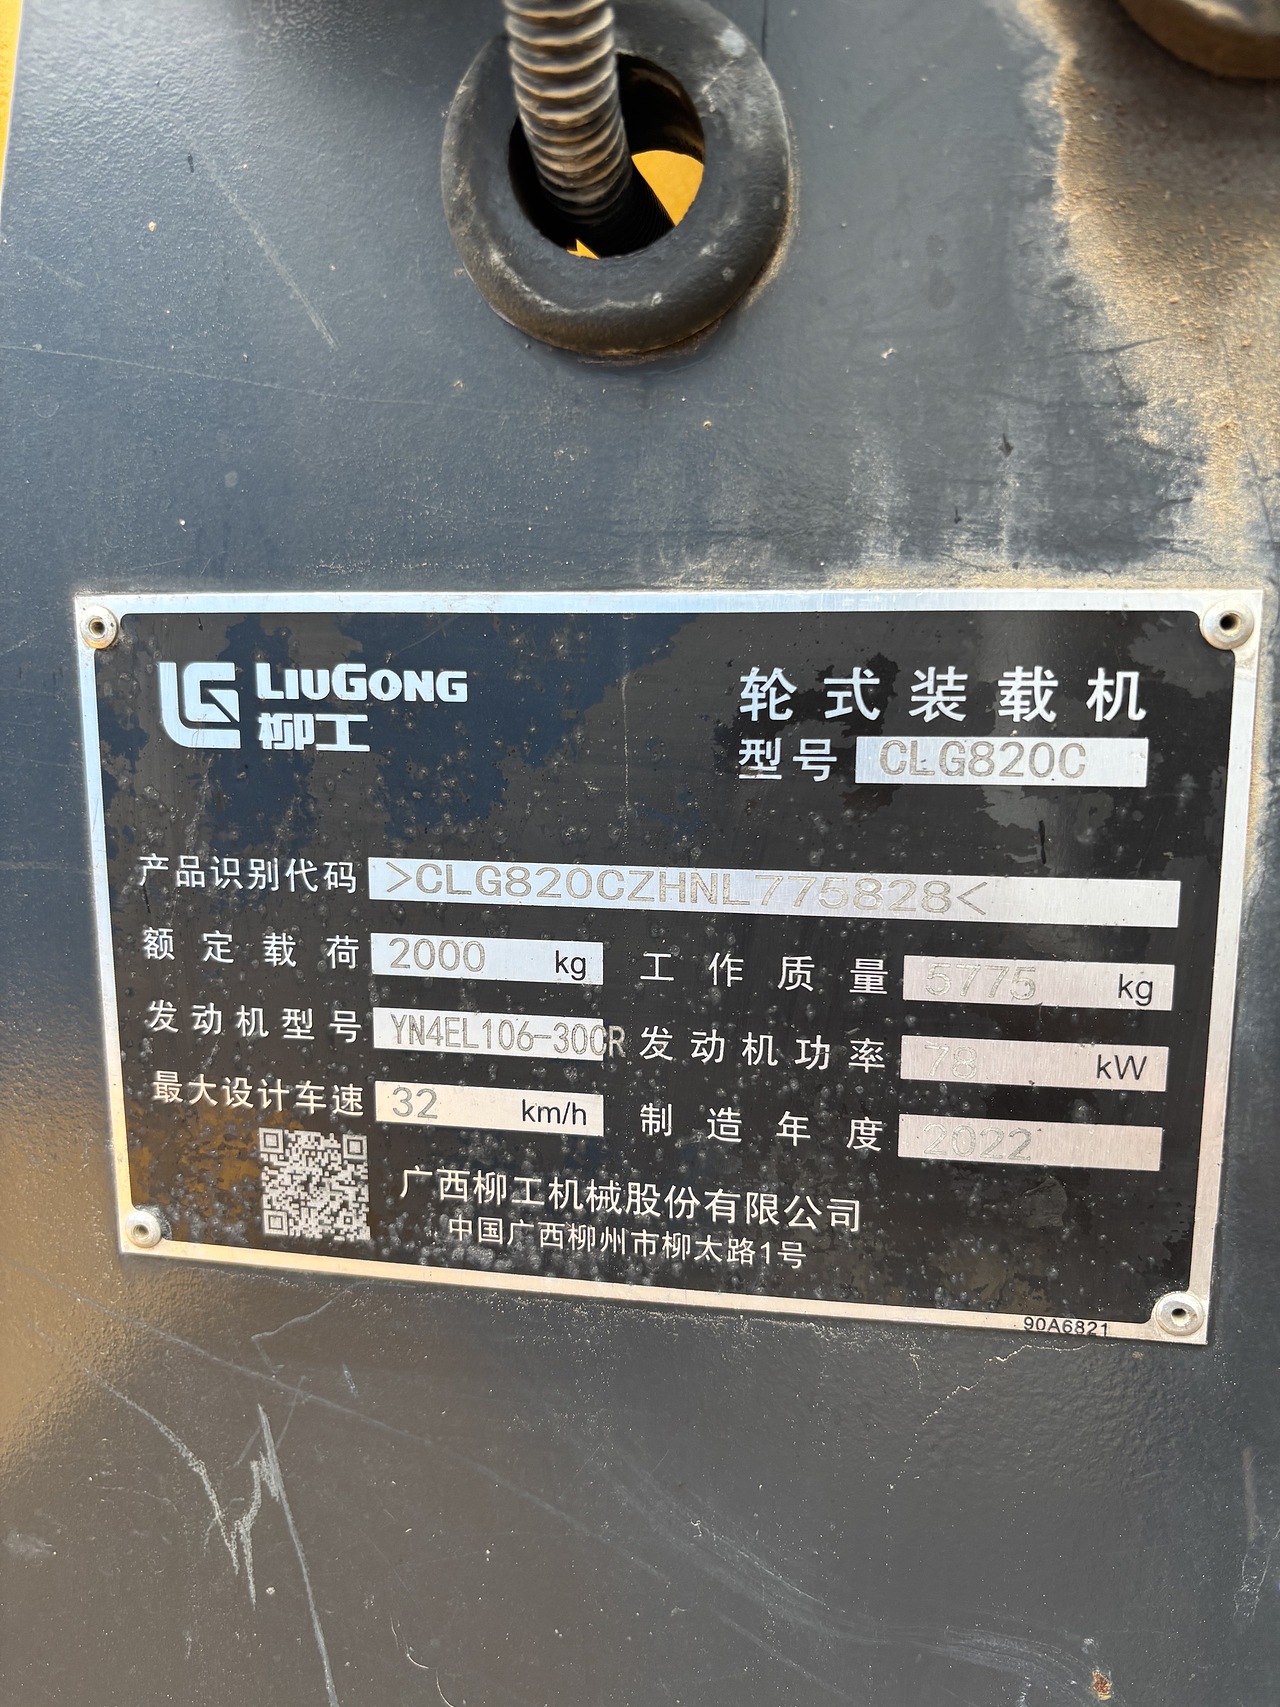 LIUGONG
柳工
轮式装载机
型号 CLG820C
产品识别代码 >CLG820CZHNL775828<
额定载荷 2000 kg 工作质量 5775 kg
发动机型号 YN4EL106-30CR 发动机功率 78 kW
最大设计车速 32 km/h 制造年度 2022
广西柳工机械股份有限公司
中国广西柳州市柳太路1号
90A6821